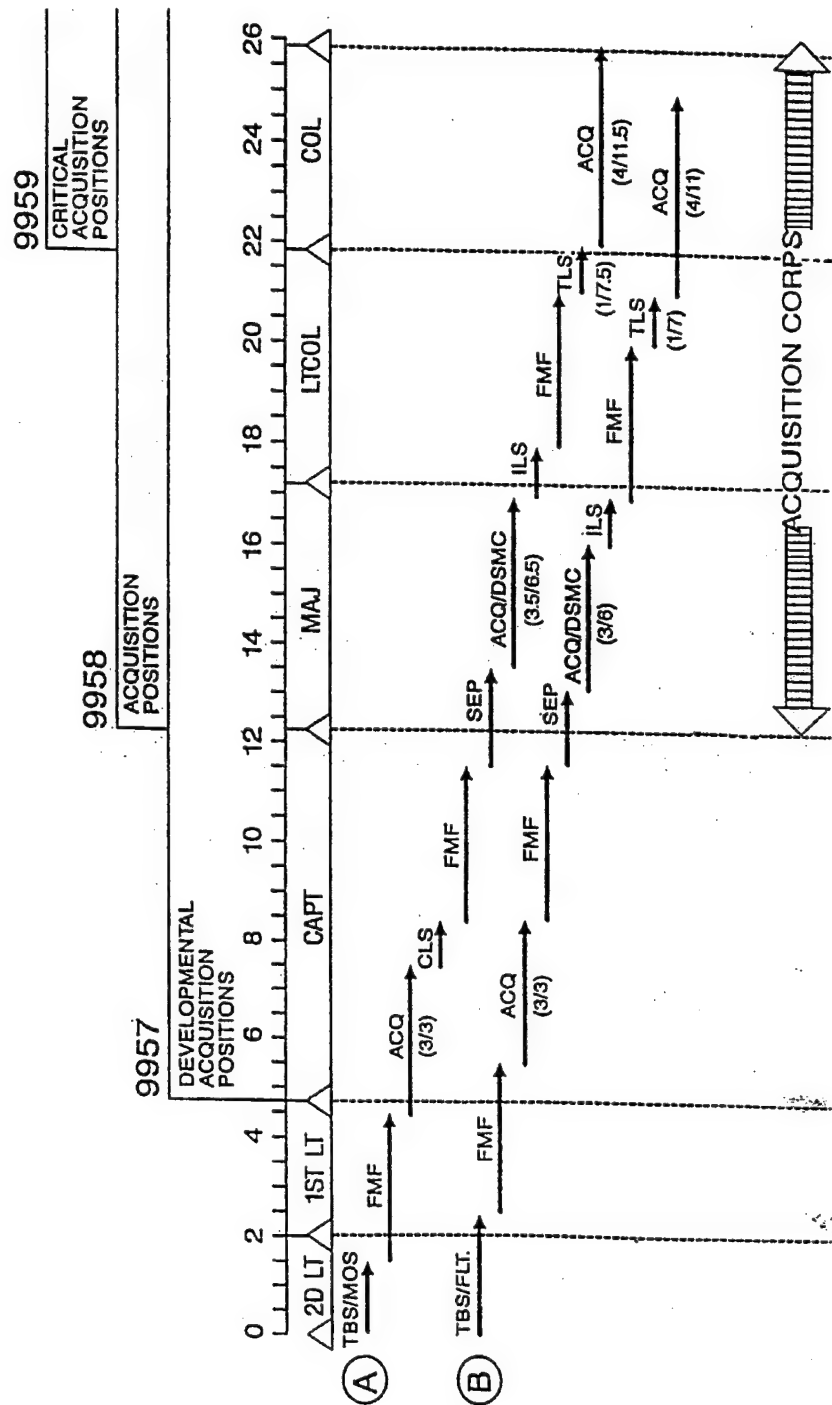 9959
CRITICAL
ACQUISITION
POSITIONS
9958
ACQUISITION
POSITIONS
9957
DEVELOPMENTAL
ACQUISITION
POSITIONS
0 2 4 6 8 10 12 14 16 18 20 22 24 26
2D LT 1ST LT CAPT MAJ LTCOL COL
A
TBS/MOS
FMF
ACQ
(3/3)
CLS
FMF
SEP
ACQ/DSMC
(3.5/6.5)
ILS
FMF
TLS
(1/7.5)
ACQ
(4/11.5)
B
TBS/FLT.
FMF
ACQ
(3/3)
FMF
SEP
ACQ/DSMC
(3/6)
ILS
FMF
TLS
(1/7)
ACQ
(4/11)
ACQUISITION CORPS